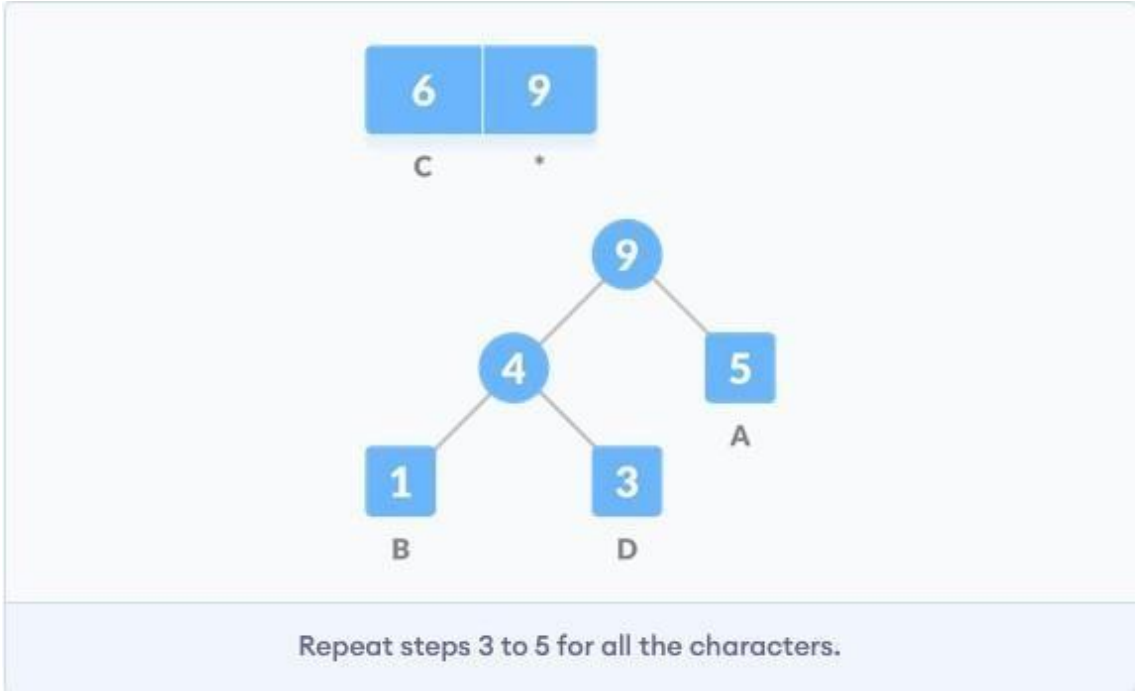 6 9
C *
9
4 5
A
1 3
B D
Repeat steps 3 to 5 for all the characters.